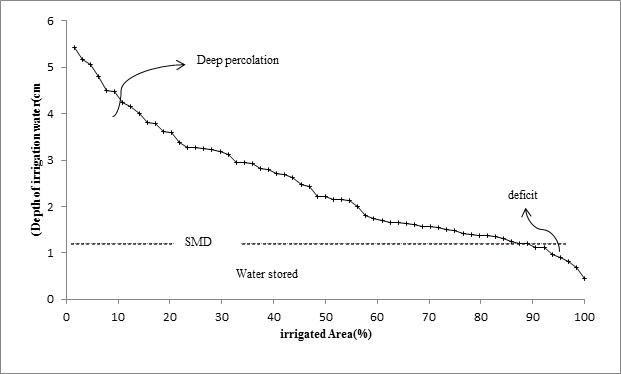 6
5
4
3
2
1
0
(Depth of irrigation water(cm
Deep percolation
deficit
SMD
Water stored
0 10 20 30 40 50 60 70 80 90 100
irrigated Area(%)